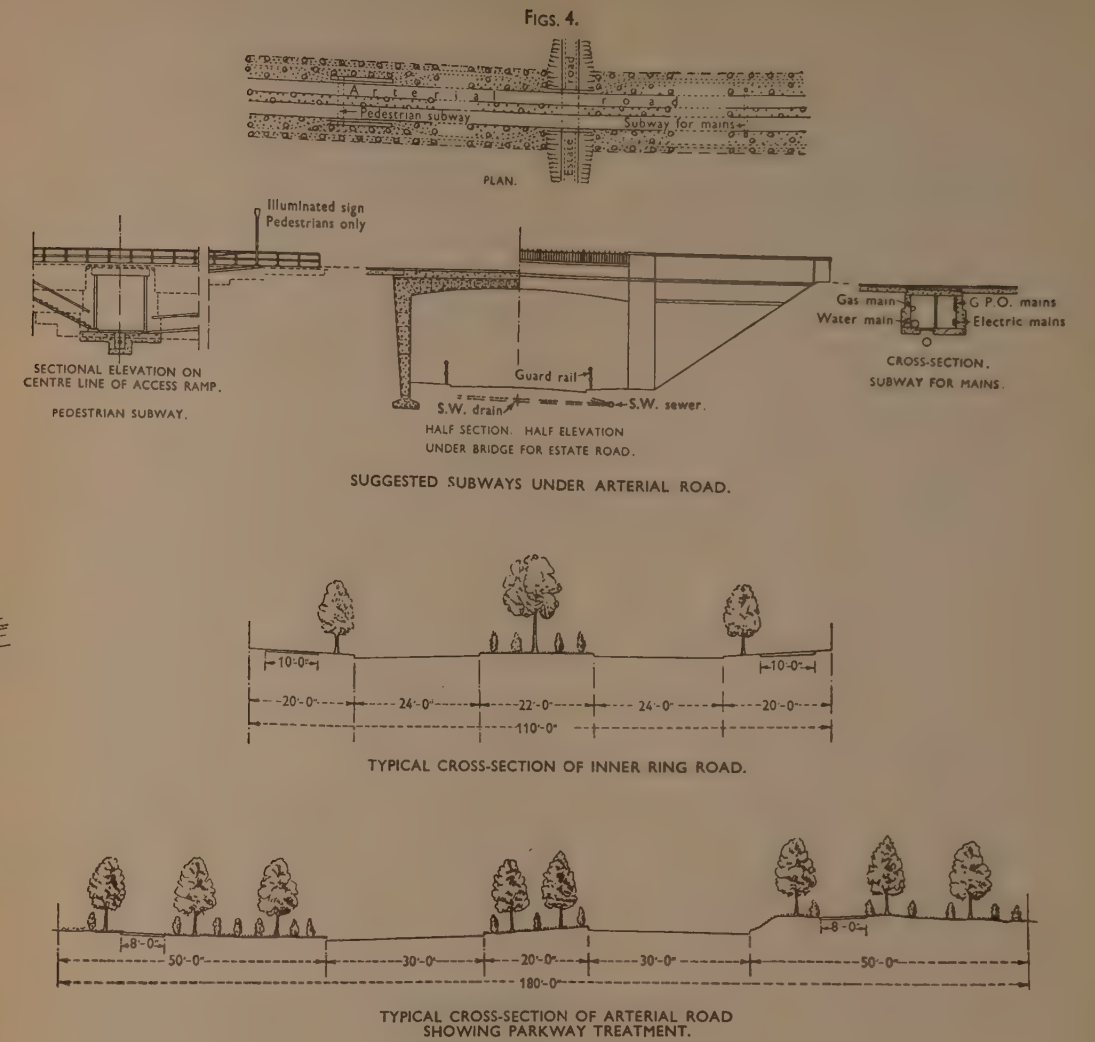 FIGS. 4.
Estate road
Arterial road
Pedestrian subway
Subway for mains
PLAN.
Illuminated sign
Pedestrians only
SECTIONAL ELEVATION ON
CENTRE LINE OF ACCESS RAMP.
PEDESTRIAN SUBWAY.
Guard rail
S.W. drain
S.W. sewer.
HALF SECTION. HALF ELEVATION
UNDER BRIDGE FOR ESTATE ROAD.
Gas main
G P.O. mains
Water main
Electric mains
CROSS-SECTION.
SUBWAY FOR MAINS.
SUGGESTED SUBWAYS UNDER ARTERIAL ROAD.
10'-0"
10'-0"
20'-0"
24'-0"
22'-0"
24'-0"
20'-0"
110'-0"
TYPICAL CROSS-SECTION OF INNER RING ROAD.
8'-0"
8'-0"
50'-0"
30'-0"
20'-0"
30'-0"
50'-0"
180'-0"
TYPICAL CROSS-SECTION OF ARTERIAL ROAD
SHOWING PARKWAY TREATMENT.